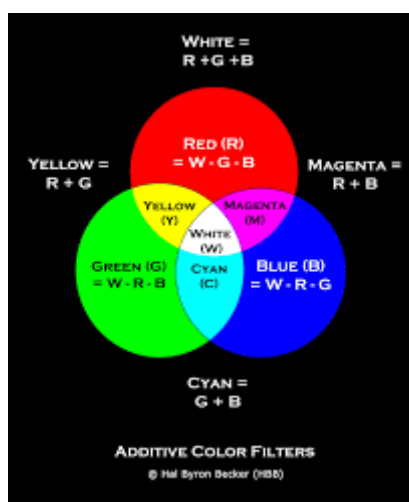 WHITE =
R +G +B
RED (R)
= W - G - B
YELLOW =
R + G
MAGENTA =
R + B
YELLOW
(Y)
MAGENTA
(M)
WHITE
(W)
GREEN (G)
= W - R - B
CYAN
(C)
BLUE (B)
= W - R - G
CYAN =
G + B
ADDITIVE COLOR FILTERS
© Hal Byron Becker (HBB)